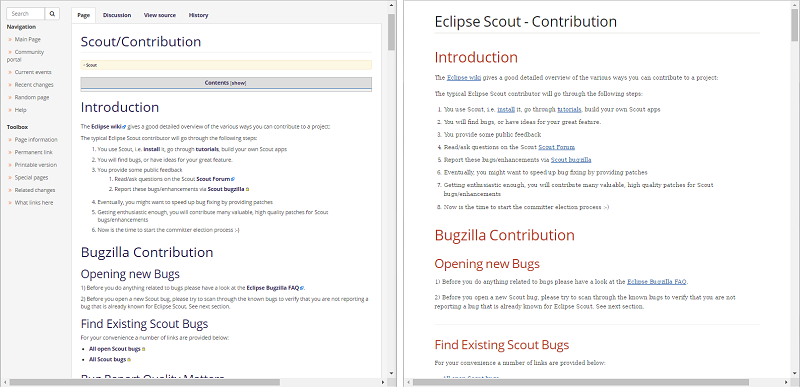 Search
Navigation
Main Page
Community
portal
Current events
Recent changes
Random page
Help
Toolbox
Page information
Permanent link
Printable version
Special pages
Related changes
What links here
Page Discussion View source History
Scout/Contribution
Scout
Contents [show]
Introduction
The Eclipse wiki gives a good detailed overview of the various ways you can contribute to a project:
The typical Eclipse Scout contributor will go through the following steps:
1. You use Scout, i.e. install it, go through tutorials, build your own Scout apps
2. You will find bugs, or have ideas for your great feature.
3. You provide some public feedback
1. Read/ask questions on the Scout Scout Forum
2. Report these bugs/enhancements via Scout bugzilla
4. Eventually, you might want to speed up bug fixing by providing patches
5. Getting enthusiastic enough, you will contribute many valuable, high quality patches for Scout
bugs/enhancements
6. Now is the time to start the committer election process :-)
Bugzilla Contribution
Opening new Bugs
1) Before you do anything related to bugs please have a look at the Eclipse Bugzilla FAQ.
2) Before you open a new Scout bug, please try to scan through the known bugs to verify that you are not reporting a
bug that is already known for Eclipse Scout. See next section.
Find Existing Scout Bugs
For your convenience a number of links are provided below:
All open Scout bugs
All Scout bugs
Bug Report Quality Matters
Eclipse Scout - Contribution
Introduction
The Eclipse wiki gives a good detailed overview of the various ways you can contribute to a project:
The typical Eclipse Scout contributor will go through the following steps:
1. You use Scout, i.e. install it, go through tutorials, build your own Scout apps
2. You will find bugs, or have ideas for your great feature.
3. You provide some public feedback
4. Read/ask questions on the Scout Scout Forum
5. Report these bugs/enhancements via Scout bugzilla
6. Eventually, you might want to speed up bug fixing by providing patches
7. Getting enthusiastic enough, you will contribute many valuable, high quality patches for Scout
bugs/enhancements
8. Now is the time to start the committer election process :-)
Bugzilla Contribution
Opening new Bugs
1) Before you do anything related to bugs please have a look at the Eclipse Bugzilla FAQ.
2) Before you open a new Scout bug, please try to scan through the known bugs to verify that you are not
reporting a bug that is already known for Eclipse Scout. See next section.
Find Existing Scout Bugs
For your convenience a number of links are provided below:
All open Scout bugs